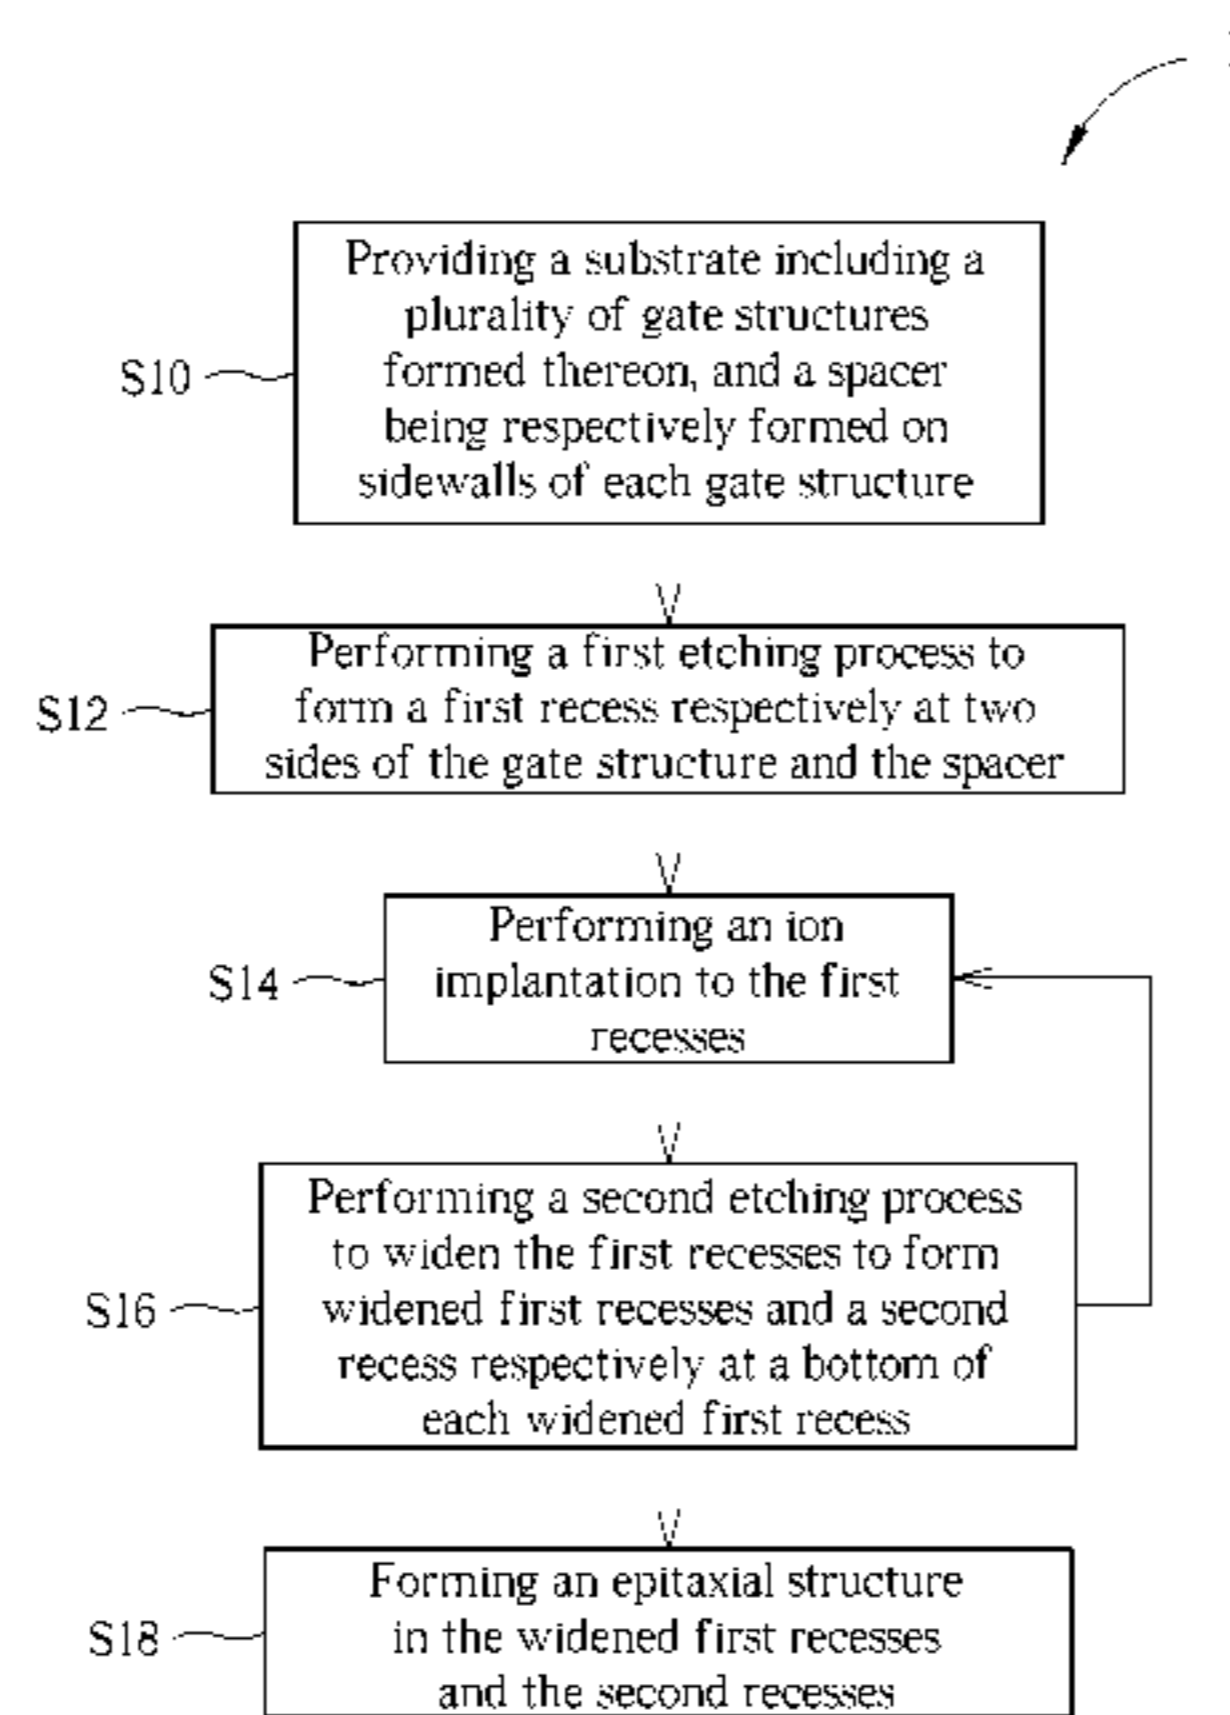 Providing a substrate including a
plurality of gate structures
formed thereon, and a spacer
being respectively formed on
sidewalls of each gate structure
S10
Performing a first etching process to
form a first recess respectively at two
sides of the gate structure and the spacer
S12
Performing an ion
implantation to the first
recesses
S14
Performing a second etching process
to widen the first recesses to form
widened first recesses and a second
recess respectively at a bottom of
each widened first recess
S16
Forming an epitaxial structure
in the widened first recesses
and the second recesses
S18